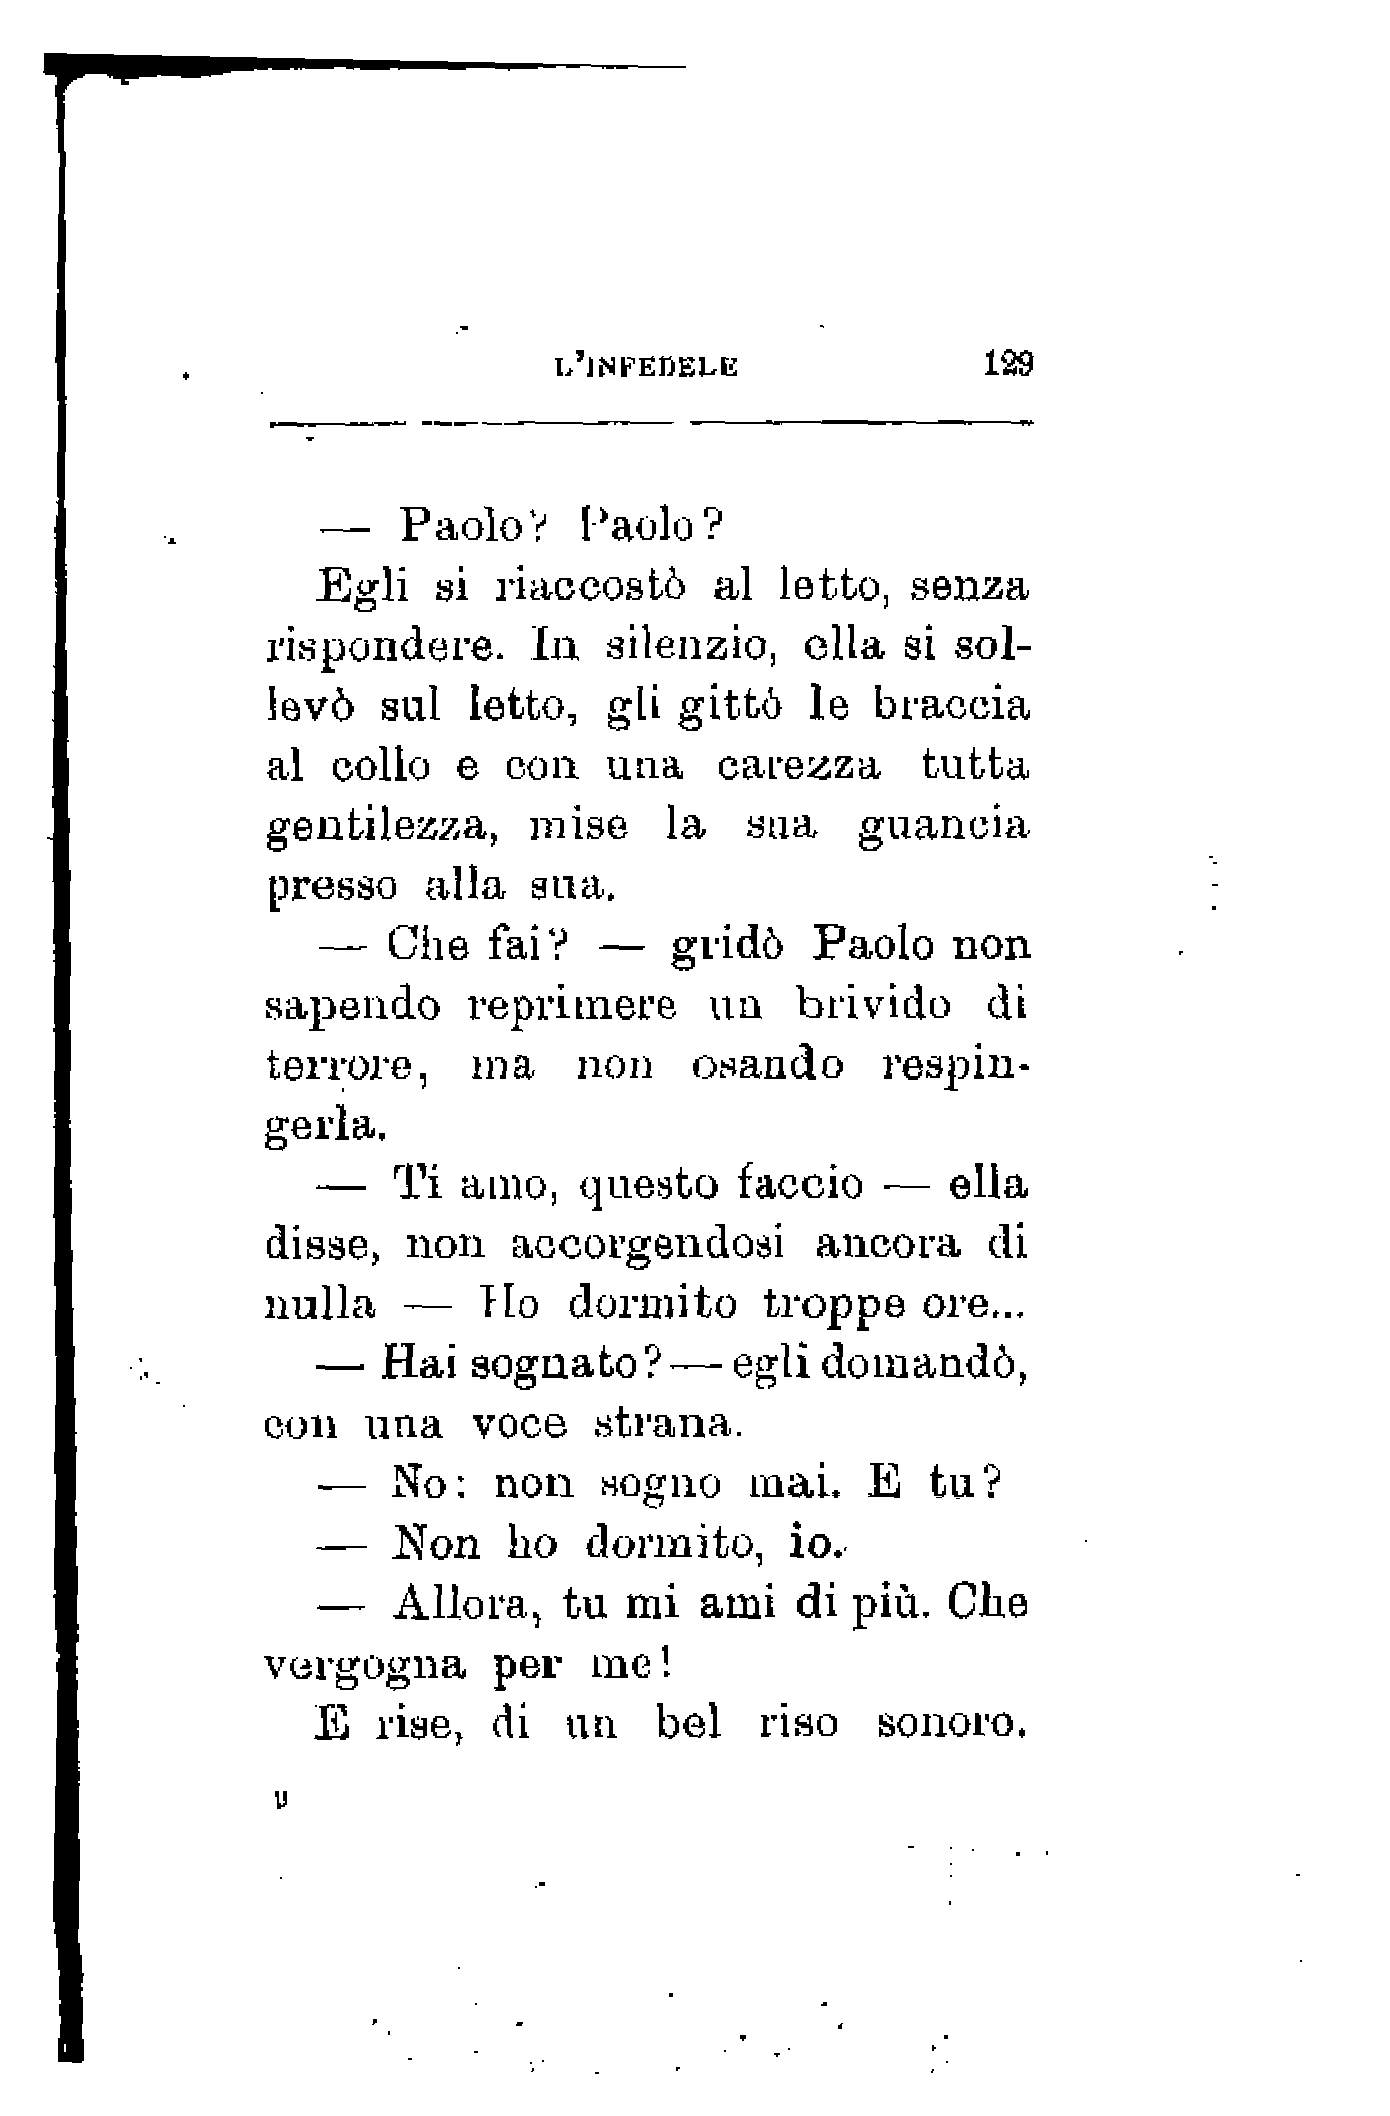 L'INFEDELE 129
— Paolo? Paolo?
Egli si riaccostò al letto, senza
rispondere. In silenzio, ella si sol-
levò sul letto, gli gittò le braccia
al collo e con una carezza tutta
gentilezza, mise la sua guancia
presso alla sua.
— Che fai? — gridò Paolo non
sapendo reprimere un brivido di
terrore, ma non osando respin-
gerla.
— Ti amo, questo faccio — ella
disse, non accorgendosi ancora di
nulla — Ho dormito troppe ore...
— Hai sognato? — egli domandò,
con una voce strana.
— No: non sogno mai. E tu?
— Non ho dormito, io.
— Allora, tu mi ami di più. Che
vergogna per me!
E rise, di un bel riso sonoro.